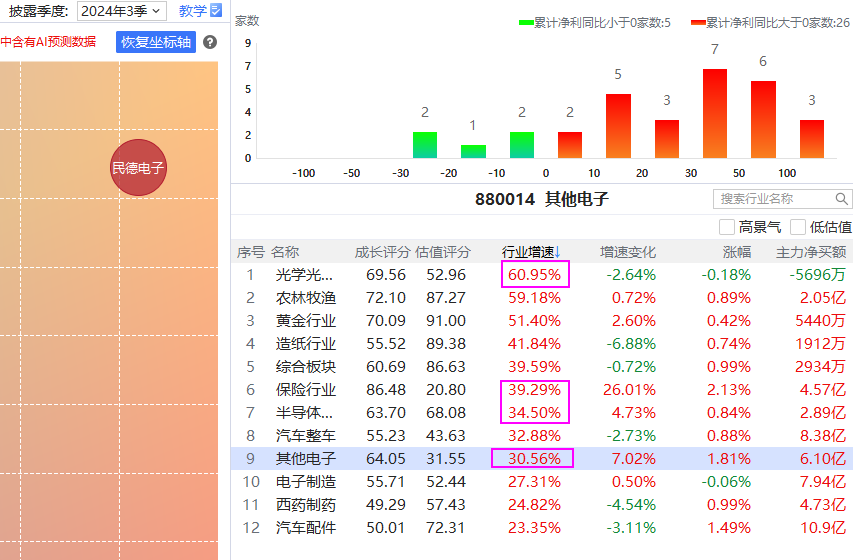 披露季度: 2024年3季 教学
中含有AI预测数据 恢复坐标轴 ?
民德电子
家数 累计净利同比小于0家数:5 累计净利同比大于0家数:26
9
7
5
4
2
0
2 1 2 2 5 3 7 6 3
-100 -50 -30 -20 -10 0 10 20 30 50 100
880014 其他电子 搜索行业名称
高景气 低估值
序号 名称 成长评分 估值评分 行业增速↓ 增速变化 涨幅 主力净买额
1 光学光... 69.56 52.96 60.95% -2.64% -0.18% -5696万
2 农林牧渔 72.10 87.27 59.18% 0.72% 0.89% 2.05亿
3 黄金行业 70.09 91.00 51.40% 2.60% 0.42% 5440万
4 造纸行业 55.52 89.38 41.84% -6.88% 0.74% 1912万
5 综合板块 60.69 86.63 39.59% -0.72% 0.99% 2934万
6 保险行业 86.48 20.80 39.29% 26.01% 2.13% 4.57亿
7 半导体... 63.70 68.08 34.50% 4.73% 0.84% 2.89亿
8 汽车整车 55.23 43.63 32.88% -2.73% 0.88% 8.38亿
9 其他电子 64.05 31.55 30.56% 7.02% 1.81% 6.10亿
10 电子制造 55.71 52.44 27.31% 0.50% -0.06% 7.94亿
11 西药制药 49.29 57.43 24.82% -4.54% 0.99% 4.73亿
12 汽车配件 50.01 72.31 23.35% -3.11% 1.49% 10.9亿